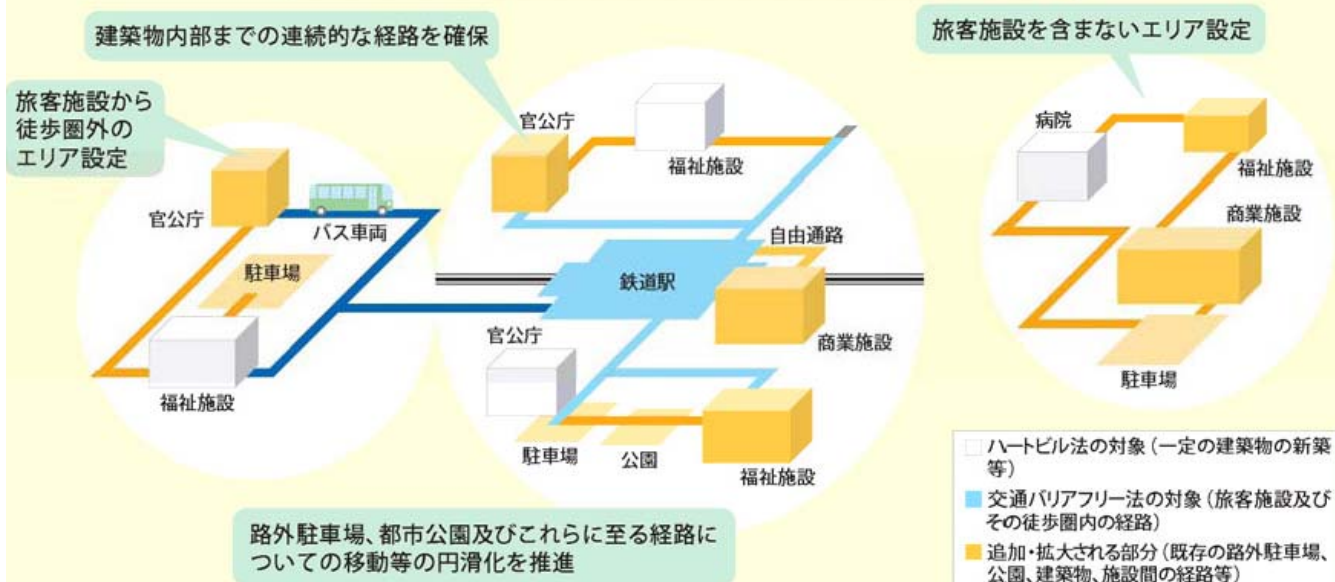 建築物内部までの連続的な経路を確保
旅客施設を含まないエリア設定
旅客施設から
徒歩圏外の
エリア設定
官公庁
バス車両
駐車場
福祉施設
官公庁
福祉施設
自由通路
鉄道駅
商業施設
官公庁
駐車場
公園
福祉施設
病院
福祉施設
商業施設
駐車場
路外駐車場、都市公園及びこれらに至る経路に
ついての移動等の円滑化を推進
ハートビル法の対象(一定の建築物の新築
等)
交通バリアフリー法の対象(旅客施設及び
その徒歩圏内の経路)
追加・拡大される部分(既存の路外駐車場、
公園、建築物、施設間の経路等)